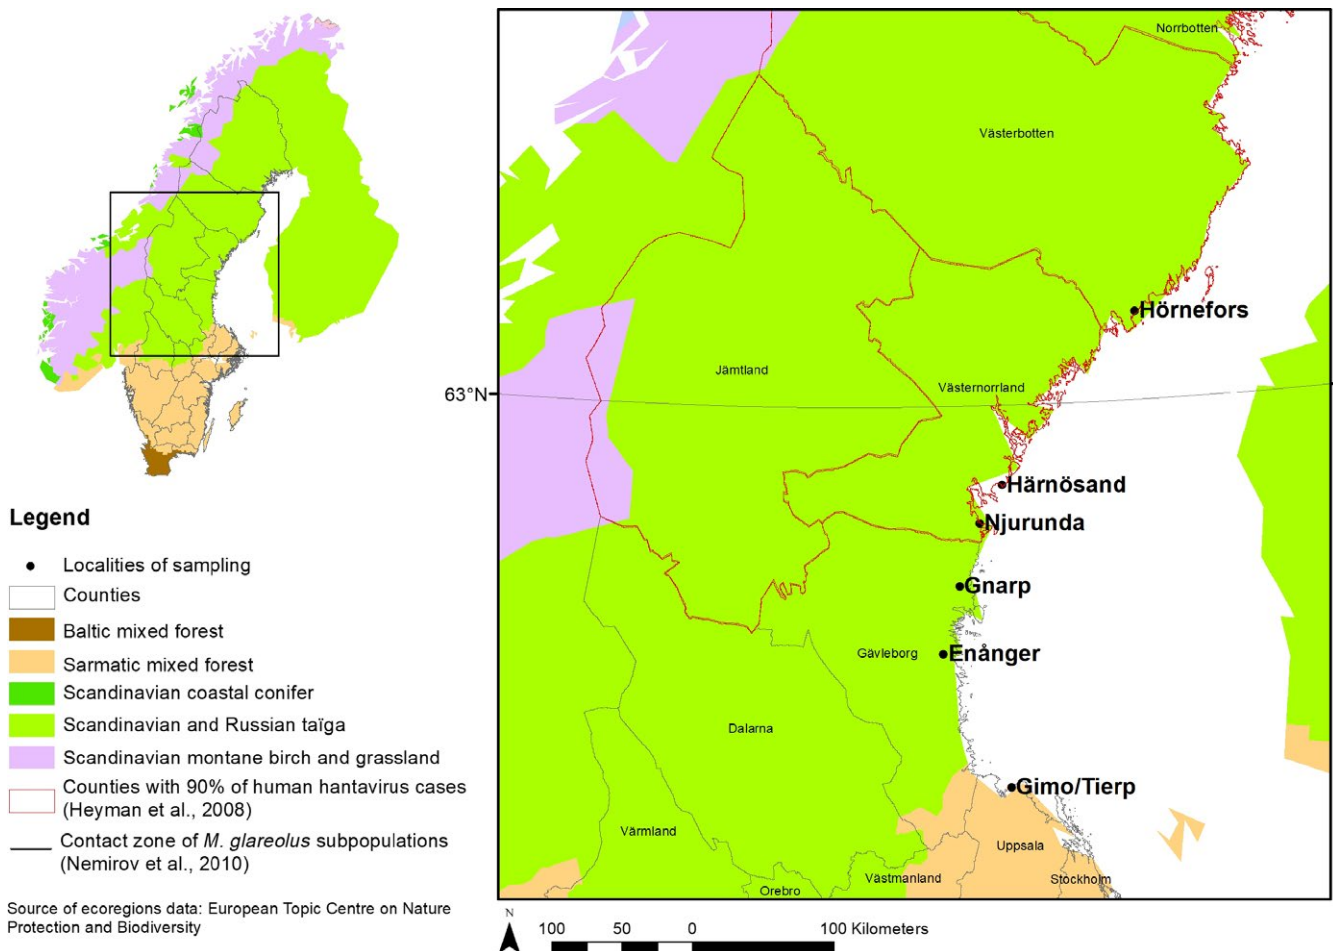 Legend
Localities of sampling
Counties
Baltic mixed forest
Sarmatic mixed forest
Scandinavian coastal conifer
Scandinavian and Russian taïga
Scandinavian montane birch and grassland
Counties with 90% of human hantavirus cases
(Heyman et al., 2008)
Contact zone of M. glareolus subpopulations
(Nemirov et al., 2010)
Source of ecoregions data: European Topic Centre on Nature
Protection and Biodiversity
Norrbotten
Västerbotten
Hörnefors
Jämtland
Västernorrland
63°N
Härnösand
Njurunda
Gnarp
Gävleborg
Enånger
Dalarna
Gimo/Tierp
Värmland
Uppsala
Västmanland
Stockholm
Orebro
N
100 50 0 100 Kilometers